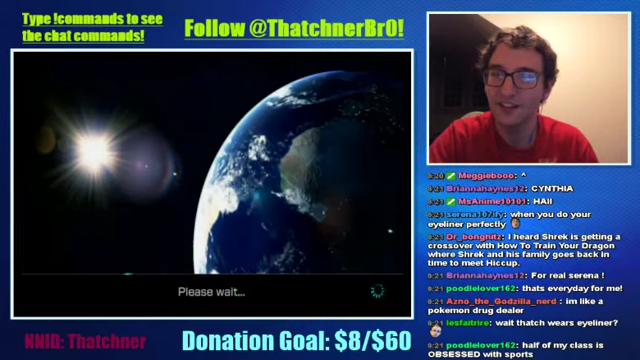 Type !commands to see
the chat commands!
Follow @ThatchnerBr0!
Please wait...
NNID: Thatchner
Donation Goal: $8/$60
8:20 Meggiebooo: ^
8:21 Briannahaynes12: CYNTHIA
8:21 MsAnime10101: HAII
8:21 serena107.fy: when you do your
eyeliner perfectly
8:21 Dr_bonghitz: I heard Shrek is getting a
crossover with How To Train Your Dragon
where Shrek and his family goes back in
time to meet Hiccup.
8:21 Briannahaynes12: For real serena !
8:21 poodlelover162: thats everyday for me!
8:21 Azno_the_Godzilla_nerd : im like a
pokemon drug dealer
8:21 lesfaitrire: wait thatch wears eyeliner?
8:21 poodlelover162: half of my class is
OBSESSED with sports